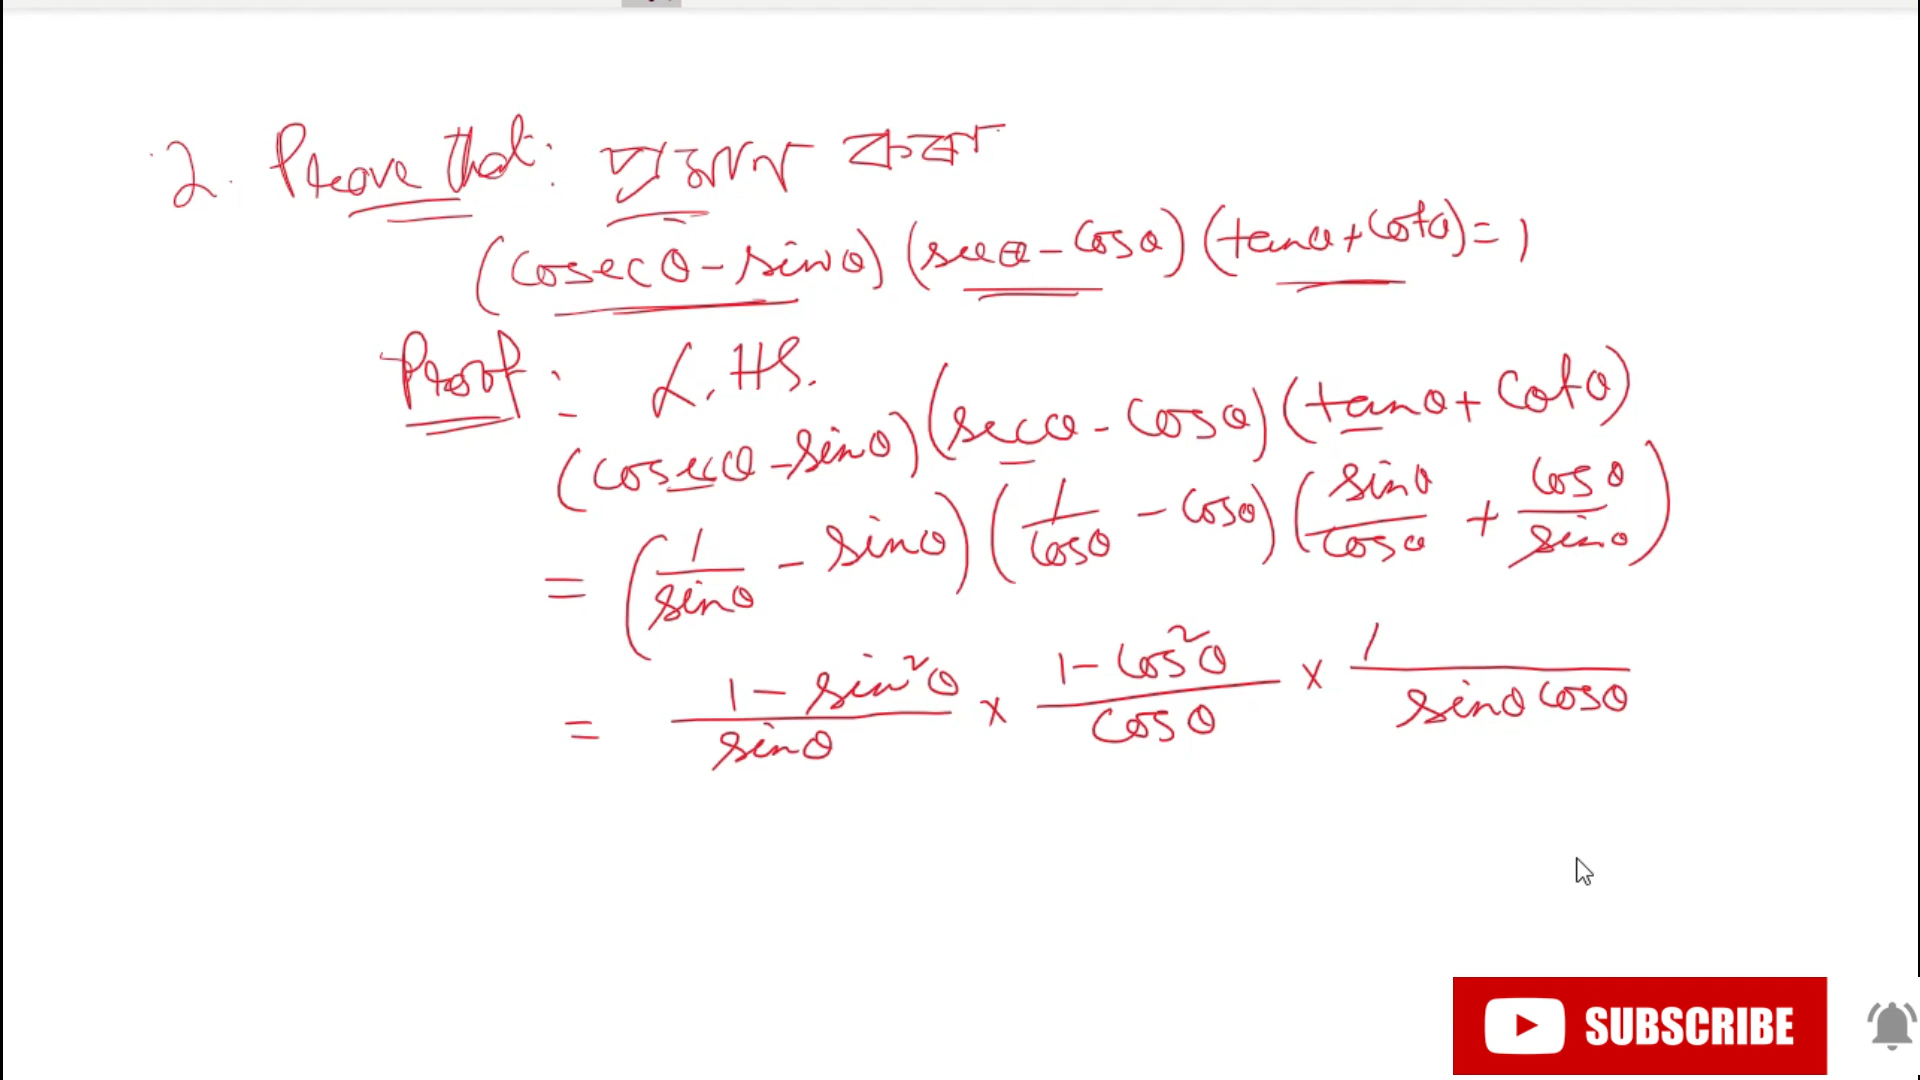 2. Prove that: প্রমাণ করুন
(cosecθ - sinθ) (secθ - cosθ) (tanθ + cotθ) = 1
Proof: L.H.S.
(cosecθ - sinθ) (secθ - cosθ) (tanθ + cotθ)
= (1/sinθ - sinθ) (1/cosθ - cosθ) (sinθ/cosθ + cosθ/sinθ)
= 1 - sin²θ/sinθ × 1 - cos²θ/cosθ × 1/sinθ cosθ
SUBSCRIBE